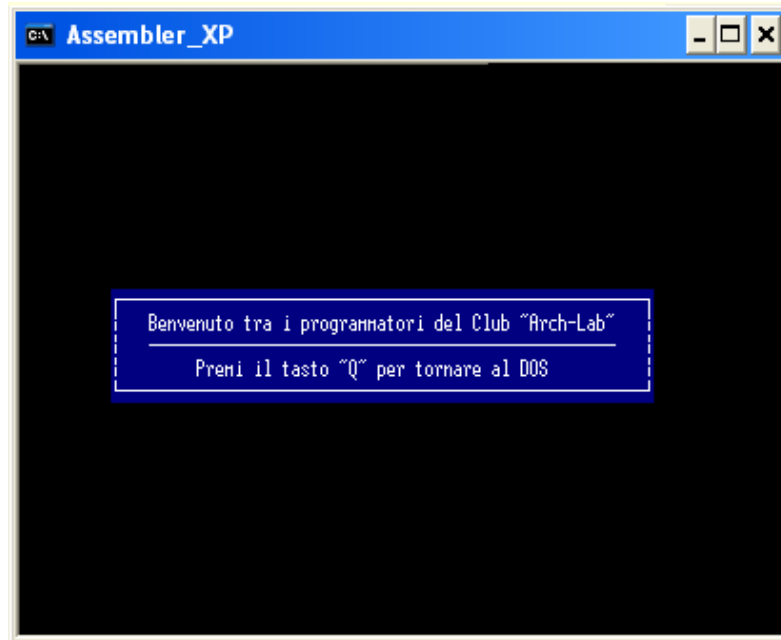 C:\ Assembler_XP
Benvenuto tra i programmatori del Club "Arch-Lab"
Premi il tasto "Q" per tornare al DOS